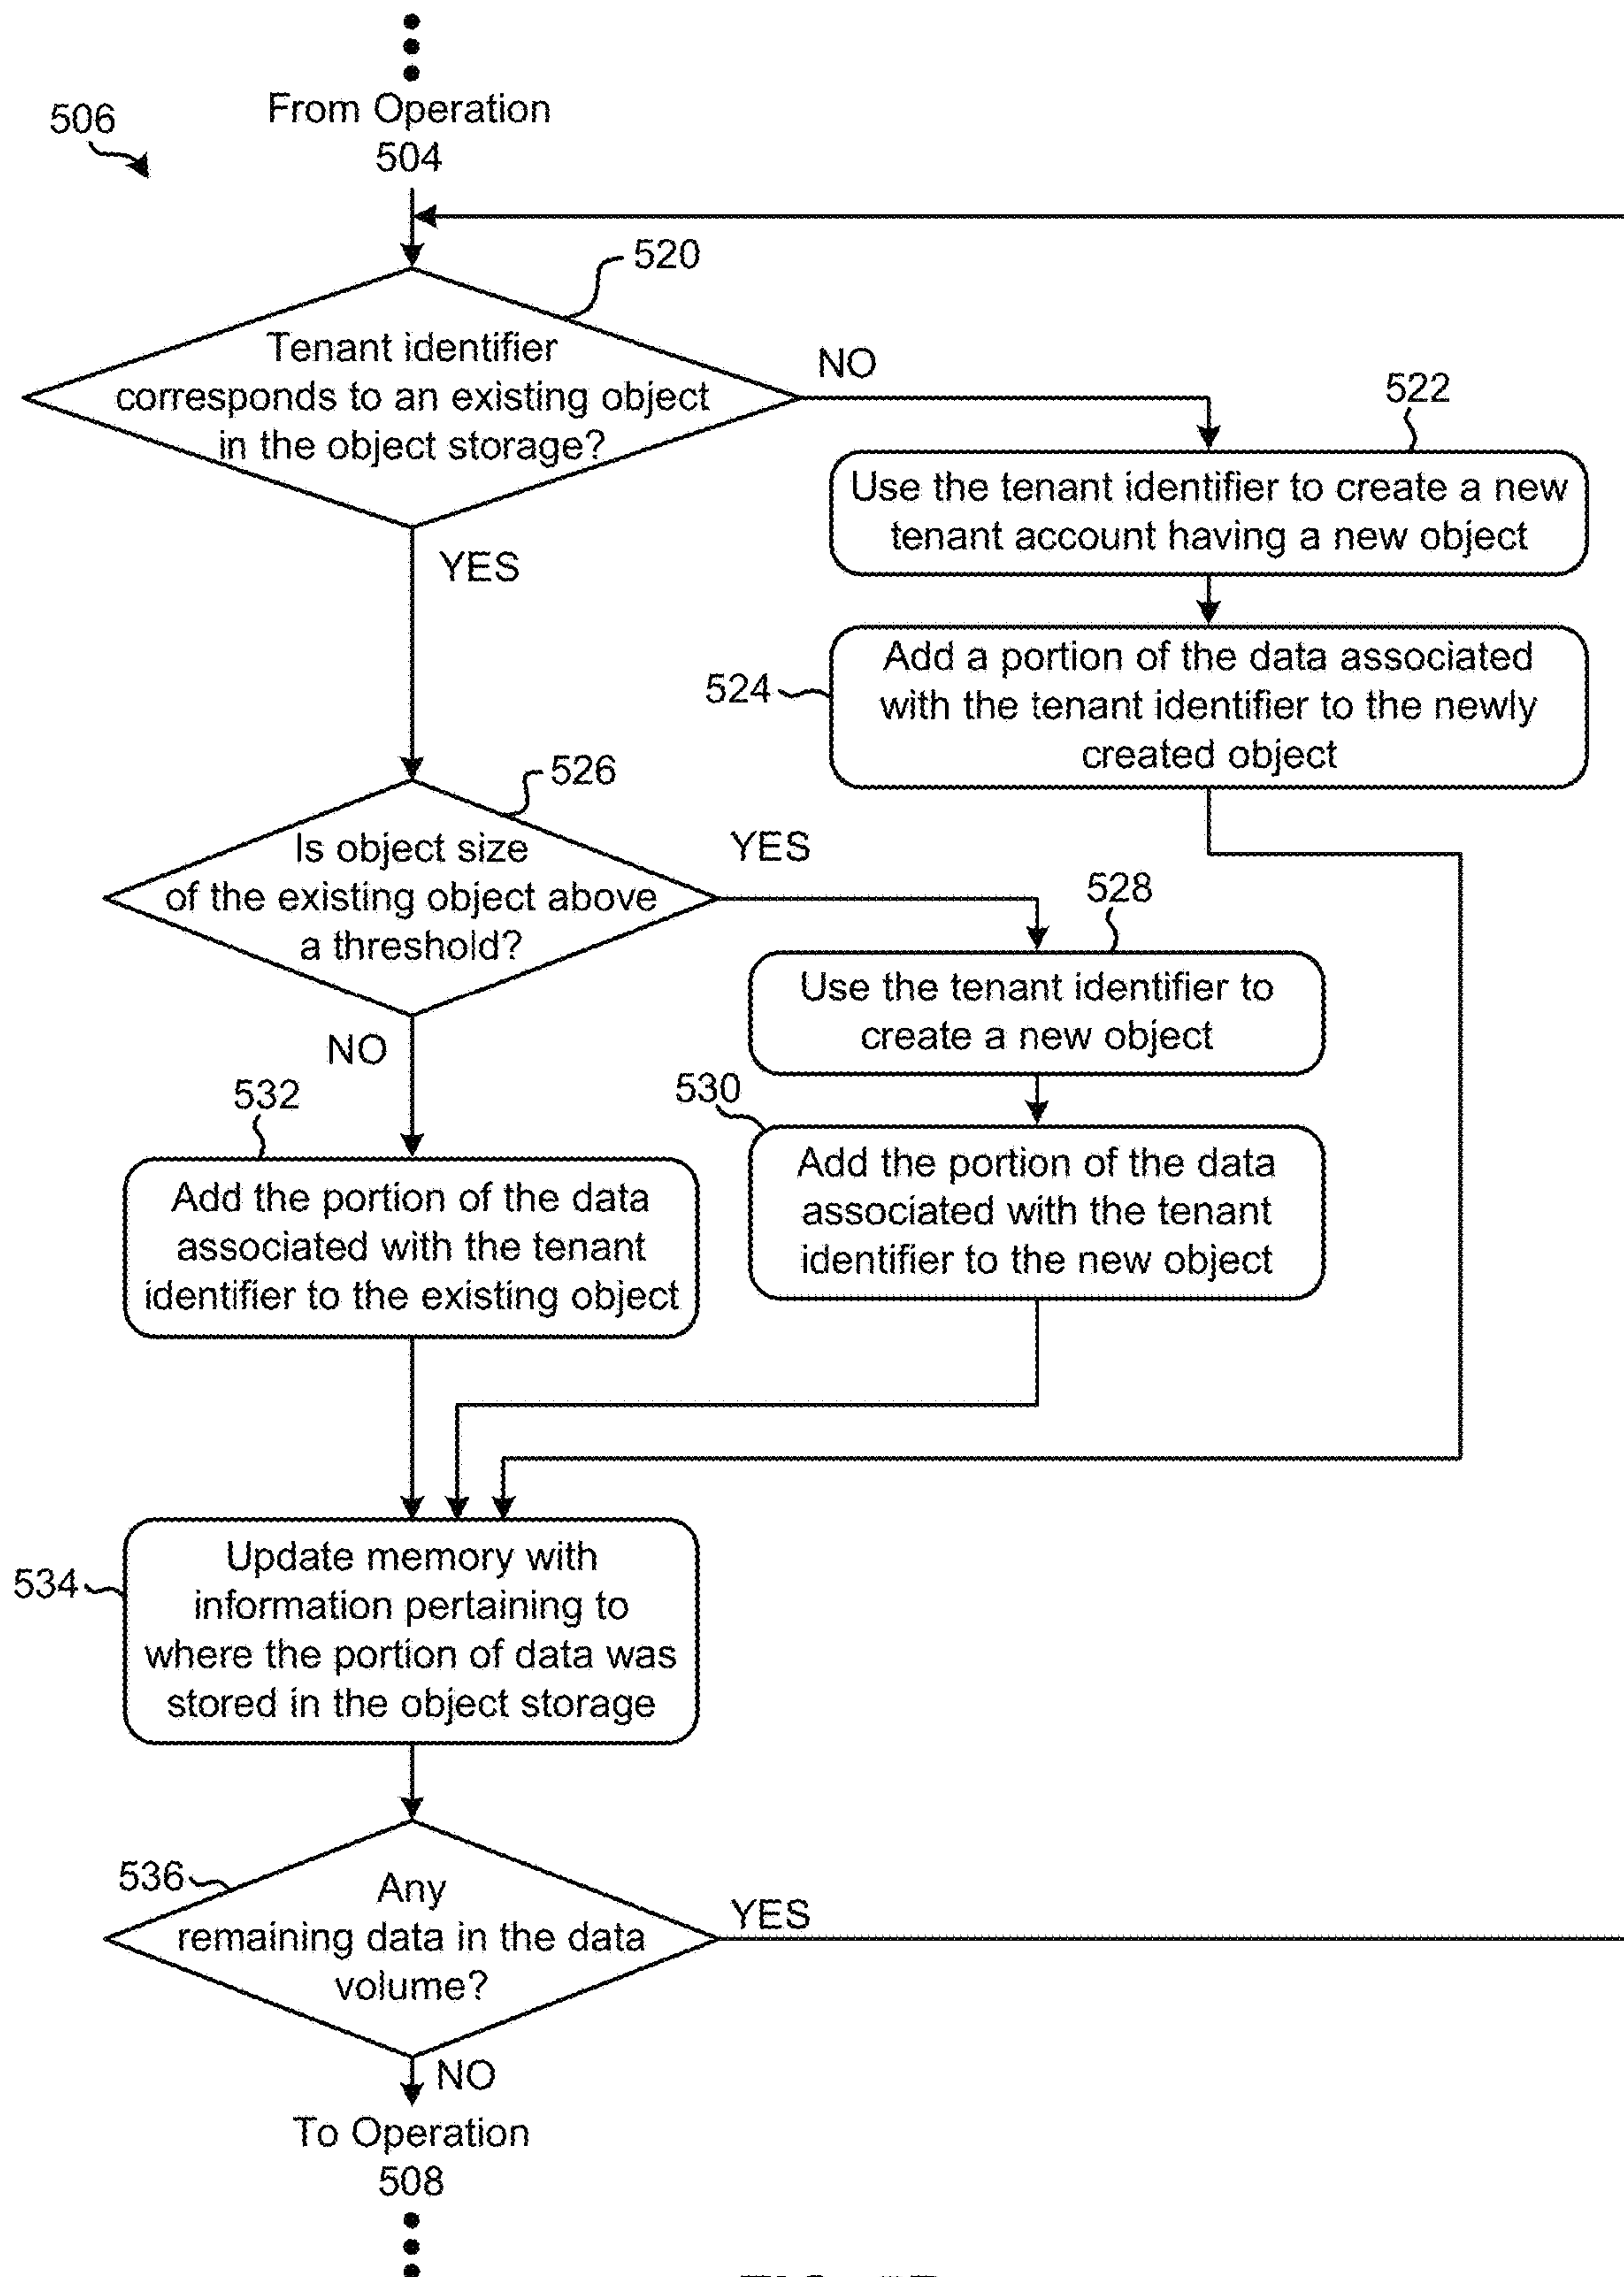 From Operation
504
506
520
Tenant identifier
corresponds to an existing object
in the object storage?
NO
522
Use the tenant identifier to create a new
tenant account having a new object
YES
524
Add a portion of the data associated
with the tenant identifier to the newly
created object
526
Is object size
of the existing object above
a threshold?
YES
528
Use the tenant identifier to
create a new object
NO
530
Add the portion of the data
associated with the tenant
identifier to the new object
532
Add the portion of the data
associated with the tenant
identifier to the existing object
534
Update memory with
information pertaining to
where the portion of data was
stored in the object storage
536
Any
remaining data in the data
volume?
YES
NO
To Operation
508